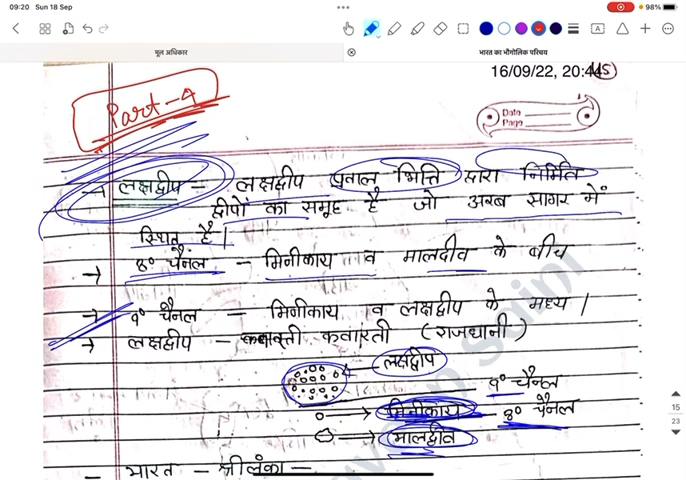 09:20 Sun 18 Sep
98%
मूल अधिकार
भारत का भौगोलिक परिचय
16/09/22, 20:44
Part-4
Date
Page
→ लक्षद्वीप – लक्षद्वीप प्रवाल भित्ति द्वारा निर्मित
द्वीपों का समूह है जो अरब सागर में
स्थित है।
→ 8° चैनल – मिनीकाय व मालदीव के बीच
→ 9° चैनल – मिनीकाय व लक्षद्वीप के मध्य।
→ लक्षद्वीप – कवारती (राजधानी)
लक्षद्वीप
9° चैनल
मिनीकाय 8° चैनल
मालदीव
– भारत – श्रीलंका –
15
23